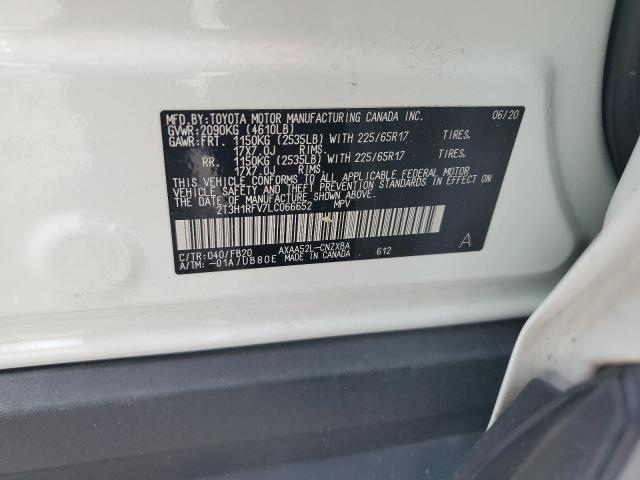 MFD.BY:TOYOTA MOTOR MANUFACTURING CANADA INC. 06/20
GVWR:2090KG (4610LB)
GAWR:FRT. 1150KG (2535LB) WITH 225/65R17 TIRES.
17X7.0J RIMS.
RR. 1150KG (2535LB) WITH 225/65R17 TIRES.
17X7.0J RIMS.
THIS VEHICLE CONFORMS TO ALL APPLICABLE FEDERAL MOTOR
VEHICLE SAFETY AND THEFT PREVENTION STANDARDS IN EFFECT ON
THE DATE OF MANUFACTURE SHOWN ABOVE.
2T3H1RFV7LC066652 MPV
C/TR:040/FB20 AXAA52L-CNZXBA A
A/TM:-01A/UB80E MADE IN CANADA 612